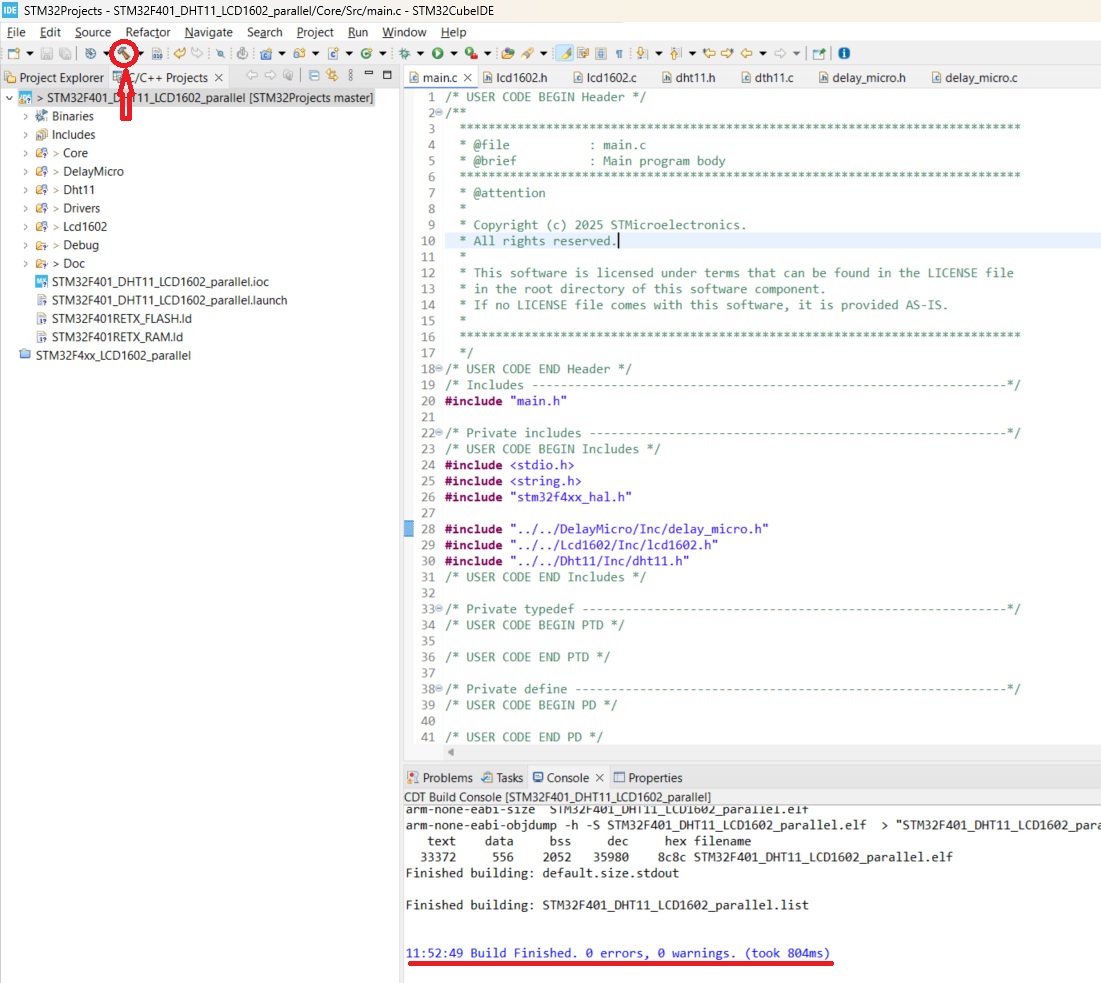 IDE STM32Projects - STM32F401_DHT11_LCD1602_parallel/Core/Src/main.c - STM32CubeIDE
File Edit Source Refactor Navigate Search Project Run Window Help
Project Explorer C/C++ Projects
> STM32F401_DHT11_LCD1602_parallel [STM32Projects master]
> Binaries
> Includes
> > Core
> > DelayMicro
> > Dht11
> > Drivers
> > Lcd1602
> > Debug
> > Doc
STM32F401_DHT11_LCD1602_parallel.ioc
STM32F401_DHT11_LCD1602_parallel.launch
STM32F401RETX_FLASH.ld
STM32F401RETX_RAM.ld
STM32F4xx_LCD1602_parallel
main.c lcd1602.h lcd1602.c dht11.h dth11.c delay_micro.h delay_micro.c
1 /* USER CODE BEGIN Header */
2 /**
3 ******************************************************************************
4 * @file : main.c
5 * @brief : Main program body
6 ******************************************************************************
7 * @attention
8 *
9 * Copyright (c) 2025 STMicroelectronics.
10 * All rights reserved.
11 *
12 * This software is licensed under terms that can be found in the LICENSE file
13 * in the root directory of this software component.
14 * If no LICENSE file comes with this software, it is provided AS-IS.
15 *
16 ******************************************************************************
17 */
18 /* USER CODE END Header */
19 /* Includes ------------------------------------------------------------------*/
20 #include "main.h"
21
22 /* Private includes ----------------------------------------------------------*/
23 /* USER CODE BEGIN Includes */
24 #include <stdio.h>
25 #include <string.h>
26 #include "stm32f4xx_hal.h"
27
28 #include "../../DelayMicro/Inc/delay_micro.h"
29 #include "../../Lcd1602/Inc/lcd1602.h"
30 #include "../../Dht11/Inc/dht11.h"
31 /* USER CODE END Includes */
32
33 /* Private typedef -----------------------------------------------------------*/
34 /* USER CODE BEGIN PTD */
35
36 /* USER CODE END PTD */
37
38 /* Private define ------------------------------------------------------------*/
39 /* USER CODE BEGIN PD */
40
41 /* USER CODE END PD */
Problems Tasks Console Properties
CDT Build Console [STM32F401_DHT11_LCD1602_parallel]
arm-none-eabi-size STM32F401_DHT11_LCD1602_parallel.elf
arm-none-eabi-objdump -h -S STM32F401_DHT11_LCD1602_parallel.elf > "STM32F401_DHT11_LCD1602_para
text data bss dec hex filename
33372 556 2052 35980 8c8c STM32F401_DHT11_LCD1602_parallel.elf
Finished building: default.size.stdout
Finished building: STM32F401_DHT11_LCD1602_parallel.list
11:52:49 Build Finished. 0 errors, 0 warnings. (took 804ms)